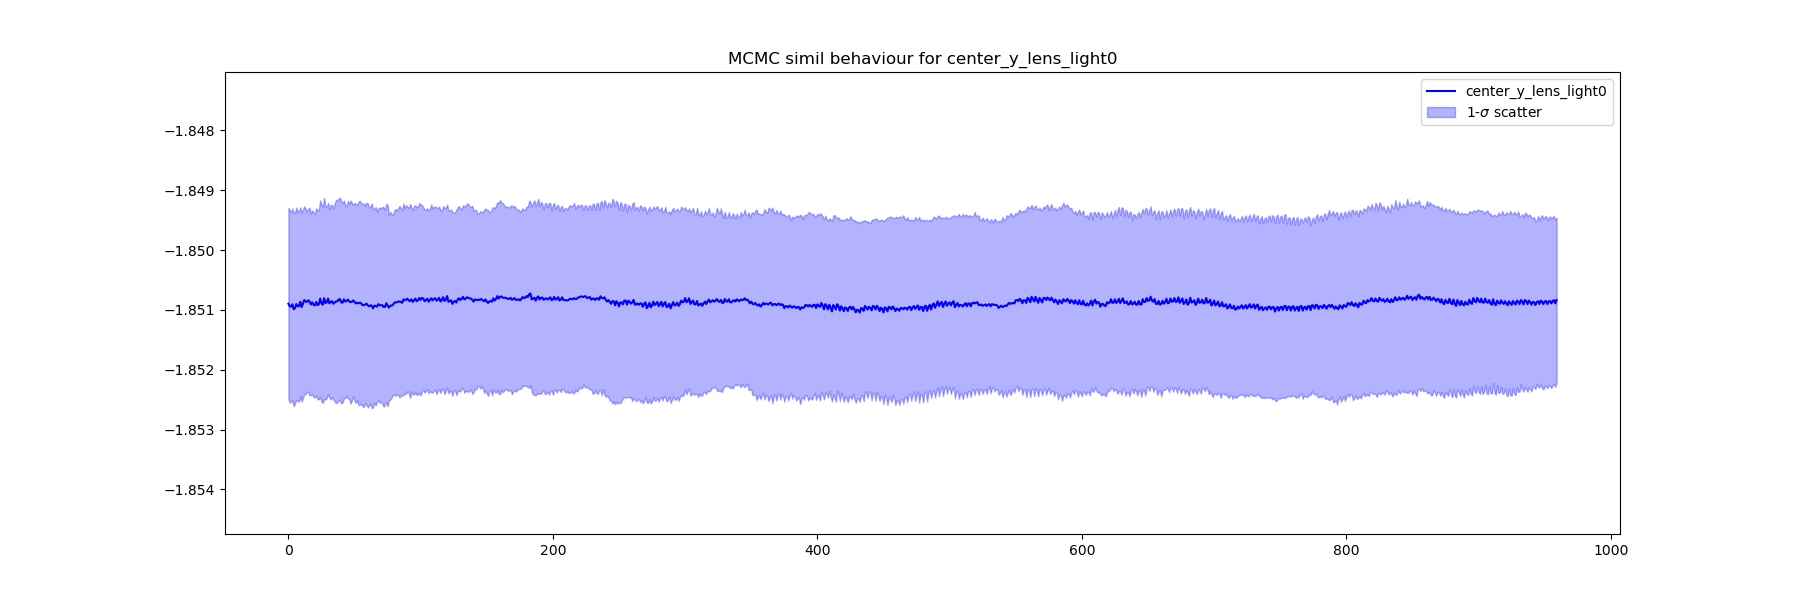 MCMC simil behaviour for center_y_lens_light0
center_y_lens_light0
1-σ scatter
−1.848
−1.849
−1.850
−1.851
−1.852
−1.853
−1.854
0 200 400 600 800 1000